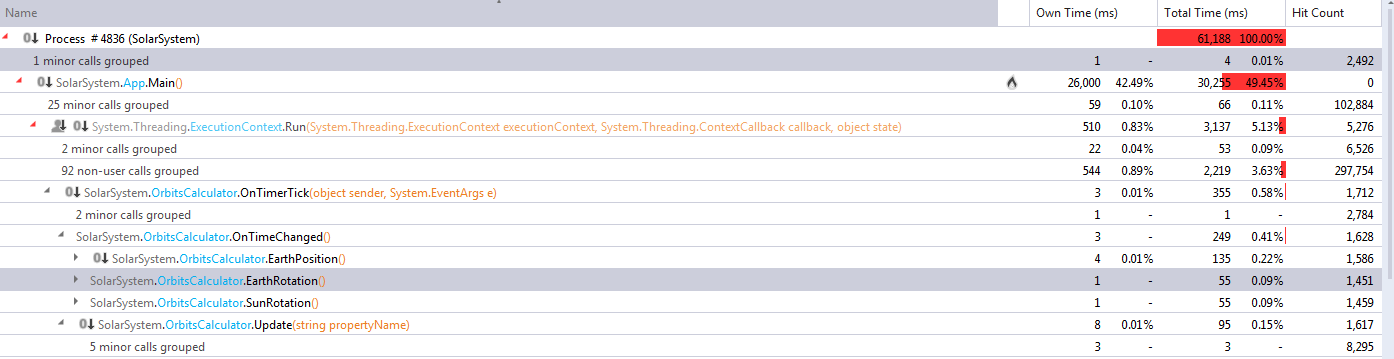 Name Own Time (ms) Total Time (ms) Hit Count
Process # 4836 (SolarSystem) 61,188 100.00%
1 minor calls grouped 1 - 4 0.01% 2,492
SolarSystem.App.Main() 26,000 42.49% 30,255 49.45% 0
25 minor calls grouped 59 0.10% 66 0.11% 102,884
System.Threading.ExecutionContext.Run(System.Threading.ExecutionContext executionContext, System.Threading.ContextCallback callback, object state) 510 0.83% 3,137 5.13% 5,276
2 minor calls grouped 22 0.04% 53 0.09% 6,526
92 non-user calls grouped 544 0.89% 2,219 3.63% 297,754
SolarSystem.OrbitsCalculator.OnTimerTick(object sender, System.EventArgs e) 3 0.01% 355 0.58% 1,712
2 minor calls grouped 1 - 1 - 2,784
SolarSystem.OrbitsCalculator.OnTimeChanged() 3 - 249 0.41% 1,628
SolarSystem.OrbitsCalculator.EarthPosition() 4 0.01% 135 0.22% 1,586
SolarSystem.OrbitsCalculator.EarthRotation() 1 - 55 0.09% 1,451
SolarSystem.OrbitsCalculator.SunRotation() 1 - 55 0.09% 1,459
SolarSystem.OrbitsCalculator.Update(string propertyName) 8 0.01% 95 0.15% 1,617
5 minor calls grouped 3 - 3 - 8,295